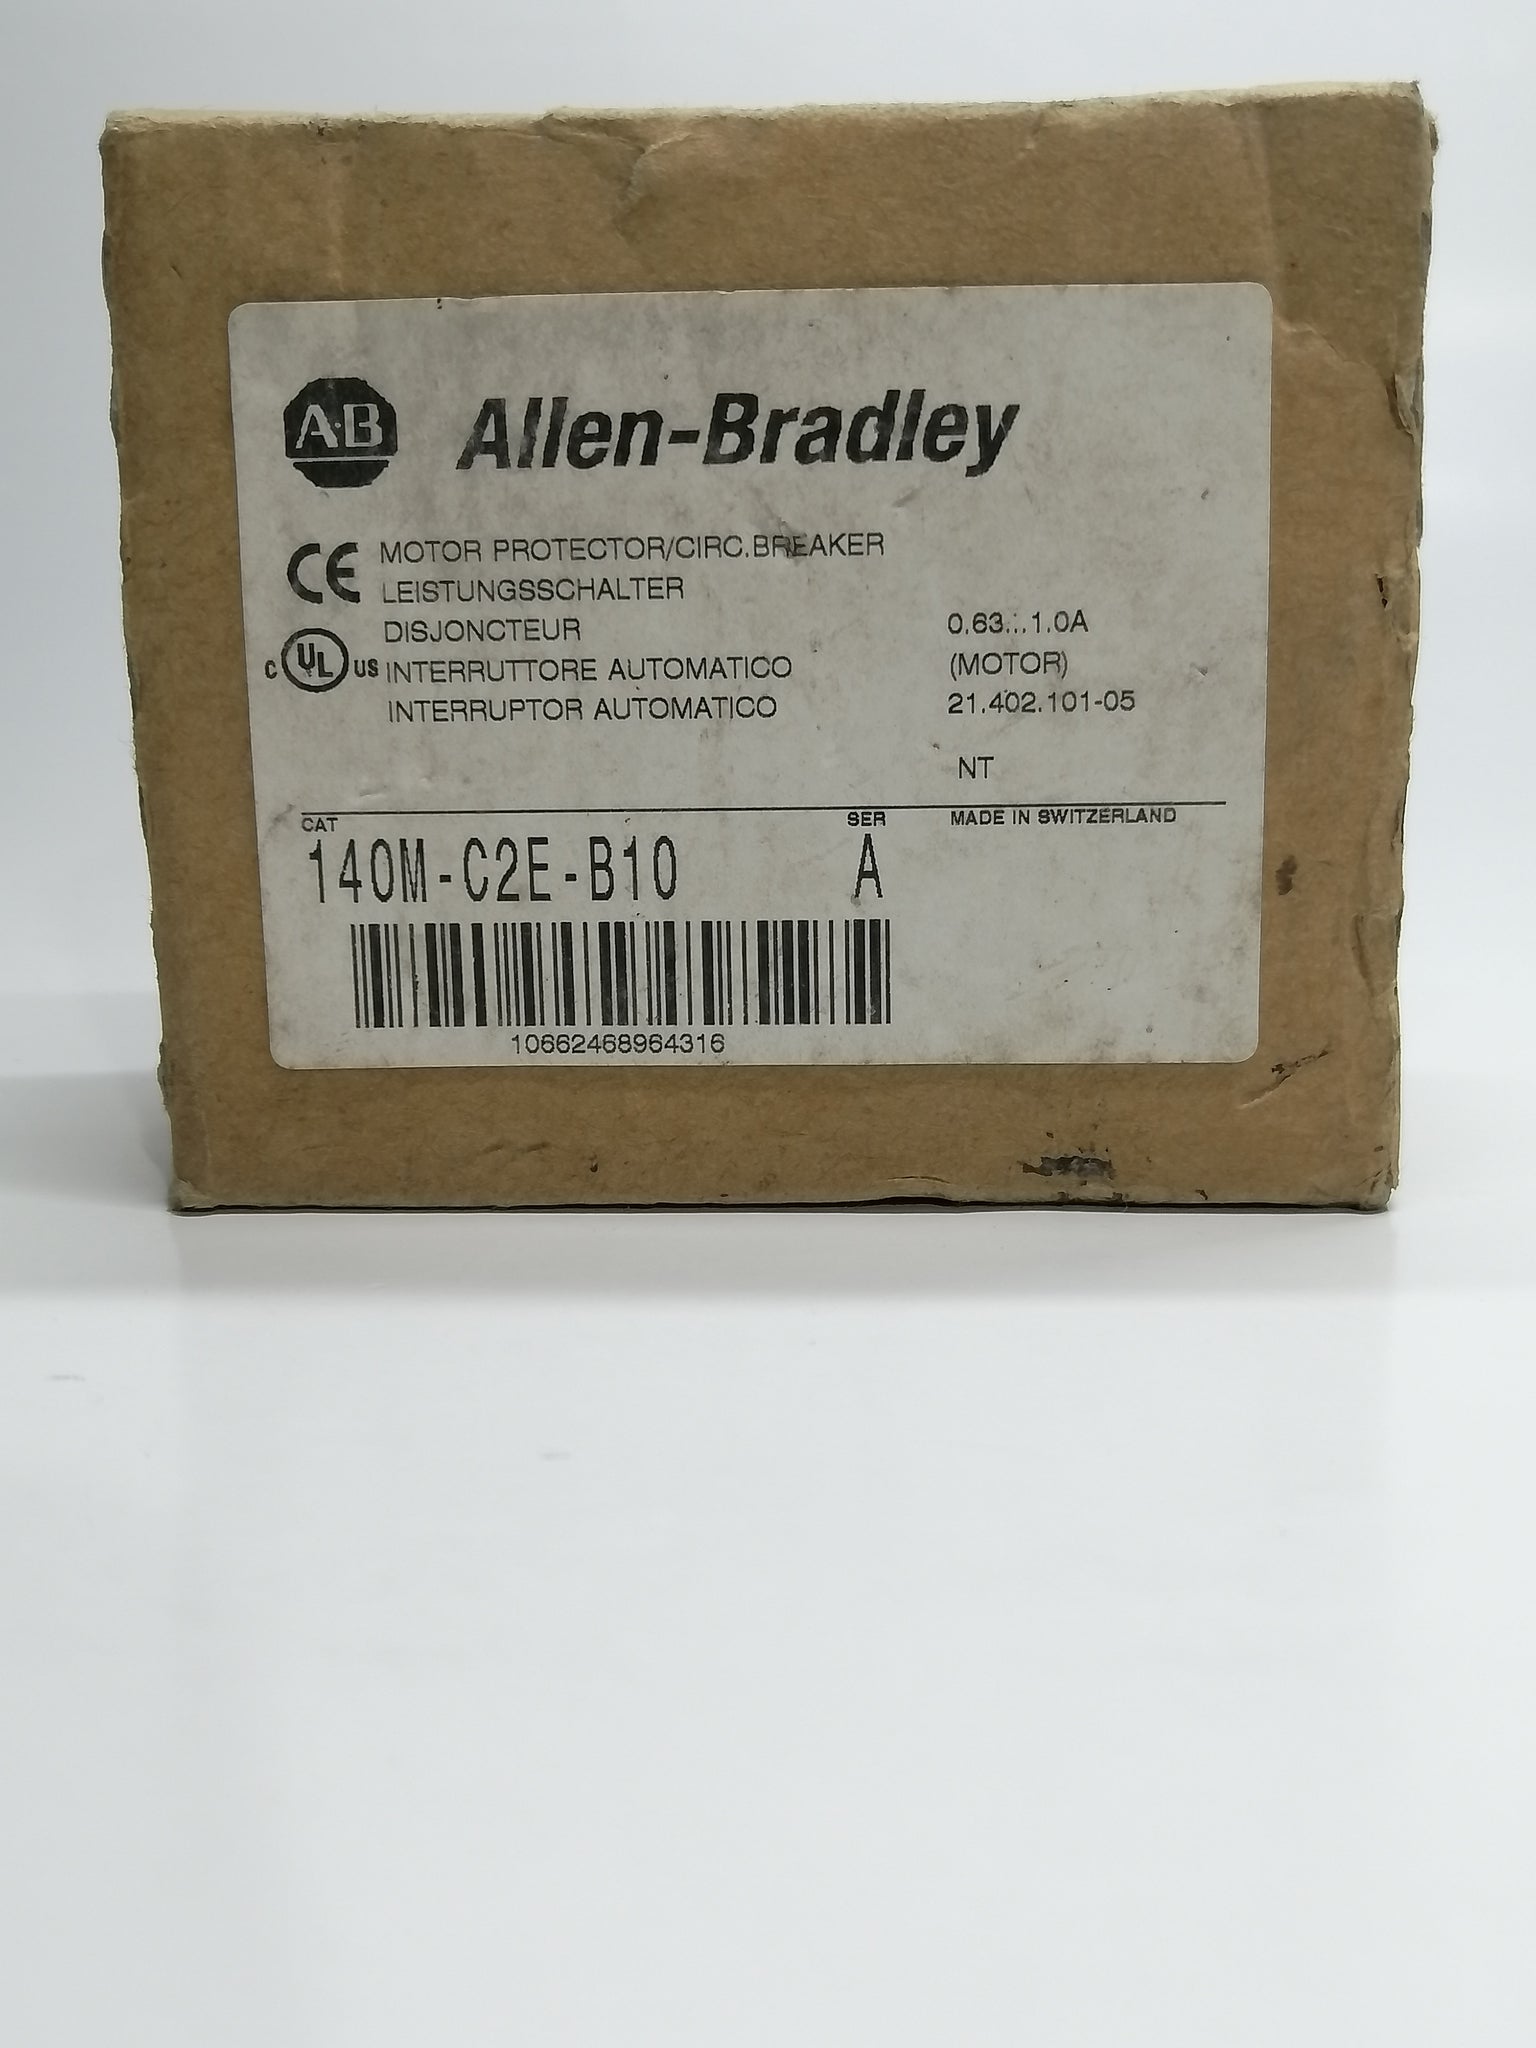 A·B Allen-Bradley
CE MOTOR PROTECTOR/CIRC.BREAKER
LEISTUNGSSCHALTER
DISJONCTEUR 0.63...1.0A
C UL US INTERRUTTORE AUTOMATICO (MOTOR)
INTERRUPTOR AUTOMATICO 21.402.101-05
NT
CAT SER MADE IN SWITZERLAND
140M-C2E-B10 A
10662468964316